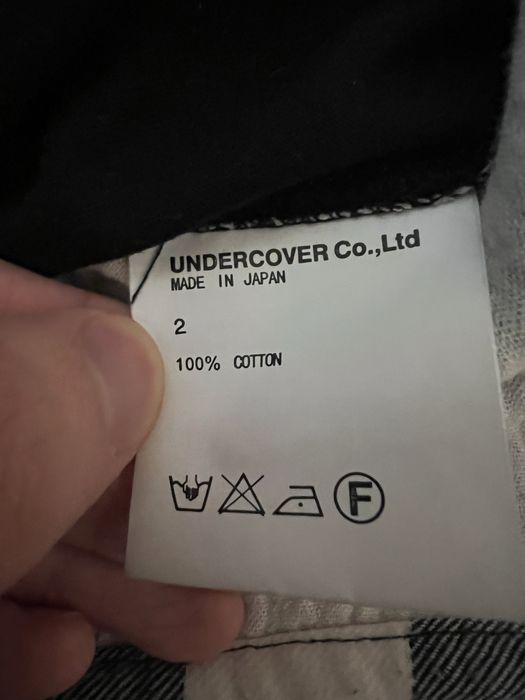 UNDERCOVER Co.,Ltd
MADE IN JAPAN
2
100% COTTON
F